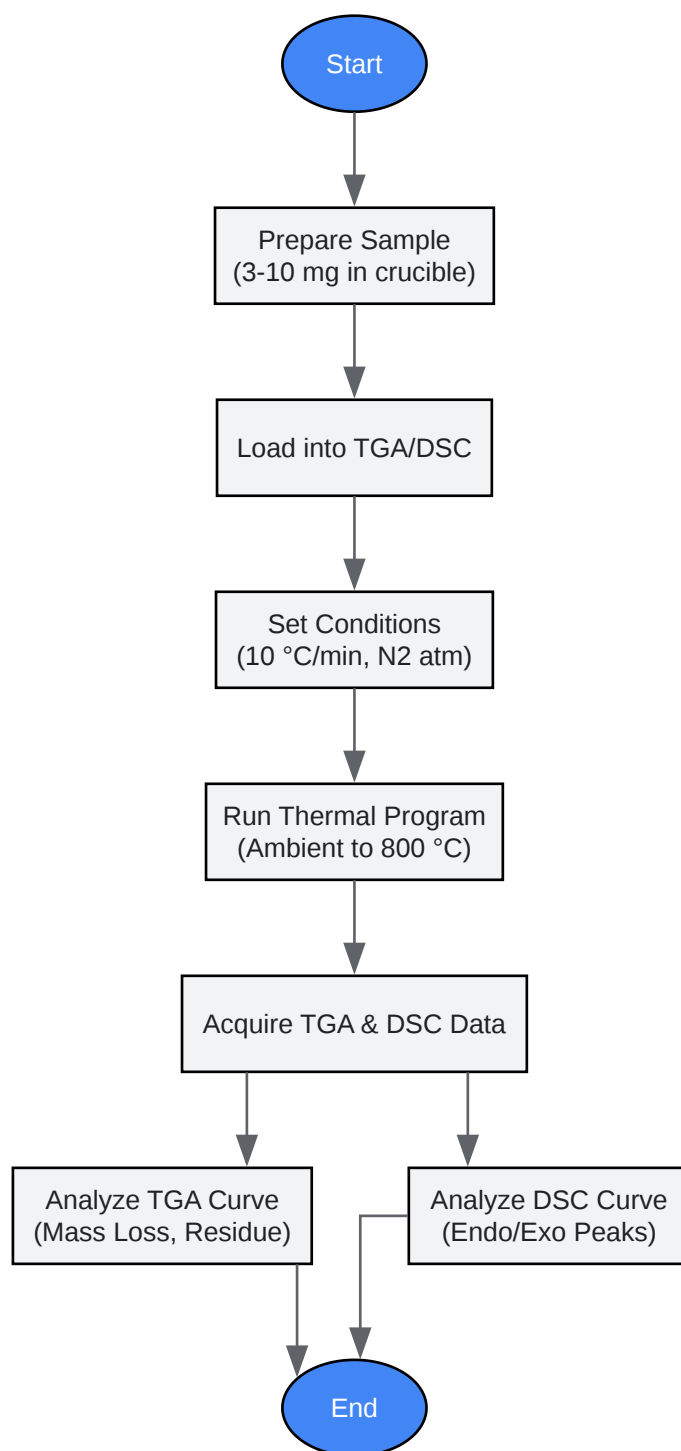 Start
Prepare Sample
(3-10 mg in crucible)
Load into TGA/DSC
Set Conditions
(10 °C/min, N2 atm)
Run Thermal Program
(Ambient to 800 °C)
Acquire TGA & DSC Data
Analyze TGA Curve
(Mass Loss, Residue)
Analyze DSC Curve
(Endo/Exo Peaks)
End